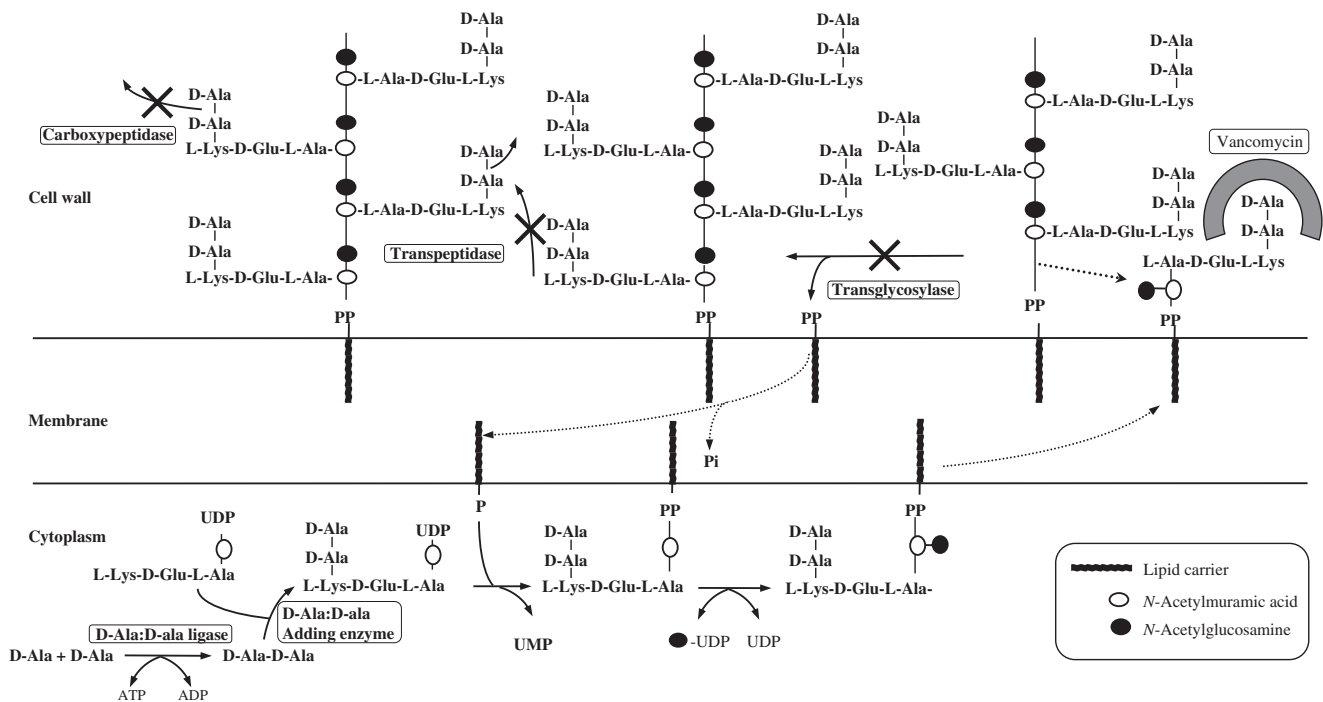 D-Ala
D-Ala
-L-Ala-D-Glu-L-Lys
D-Ala
D-Ala
L-Lys-D-Glu-L-Ala-
Carboxypeptidase
D-Ala
D-Ala
-L-Ala-D-Glu-L-Lys
Cell wall
D-Ala
D-Ala
L-Lys-D-Glu-L-Ala-
Transpeptidase
PP
D-Ala
D-Ala
-L-Ala-D-Glu-L-Lys
D-Ala
D-Ala
L-Lys-D-Glu-L-Ala-
D-Ala
D-Ala
-L-Ala-D-Glu-L-Lys
D-Ala
D-Ala
L-Lys-D-Glu-L-Ala-
PP
PP
Transglycosylase
D-Ala
D-Ala
-L-Ala-D-Glu-L-Lys
D-Ala
D-Ala
L-Lys-D-Glu-L-Ala-
Vancomycin
D-Ala
D-Ala
-L-Ala-D-Glu-L-Lys
D-Ala
D-Ala
L-Ala-D-Glu-L-Lys
PP
PP
Membrane
Pi
P
PP
PP
Cytoplasm
UDP
L-Lys-D-Glu-L-Ala
D-Ala
D-Ala
L-Lys-D-Glu-L-Ala
UDP
D-Ala
D-Ala
L-Lys-D-Glu-L-Ala
D-Ala
D-Ala
L-Lys-D-Glu-L-Ala-
D-Ala:D-ala
Adding enzyme
D-Ala:D-ala ligase
D-Ala + D-Ala
D-Ala-D-Ala
ATP
ADP
UMP
-UDP
UDP
Lipid carrier
N-Acetylmuramic acid
N-Acetylglucosamine